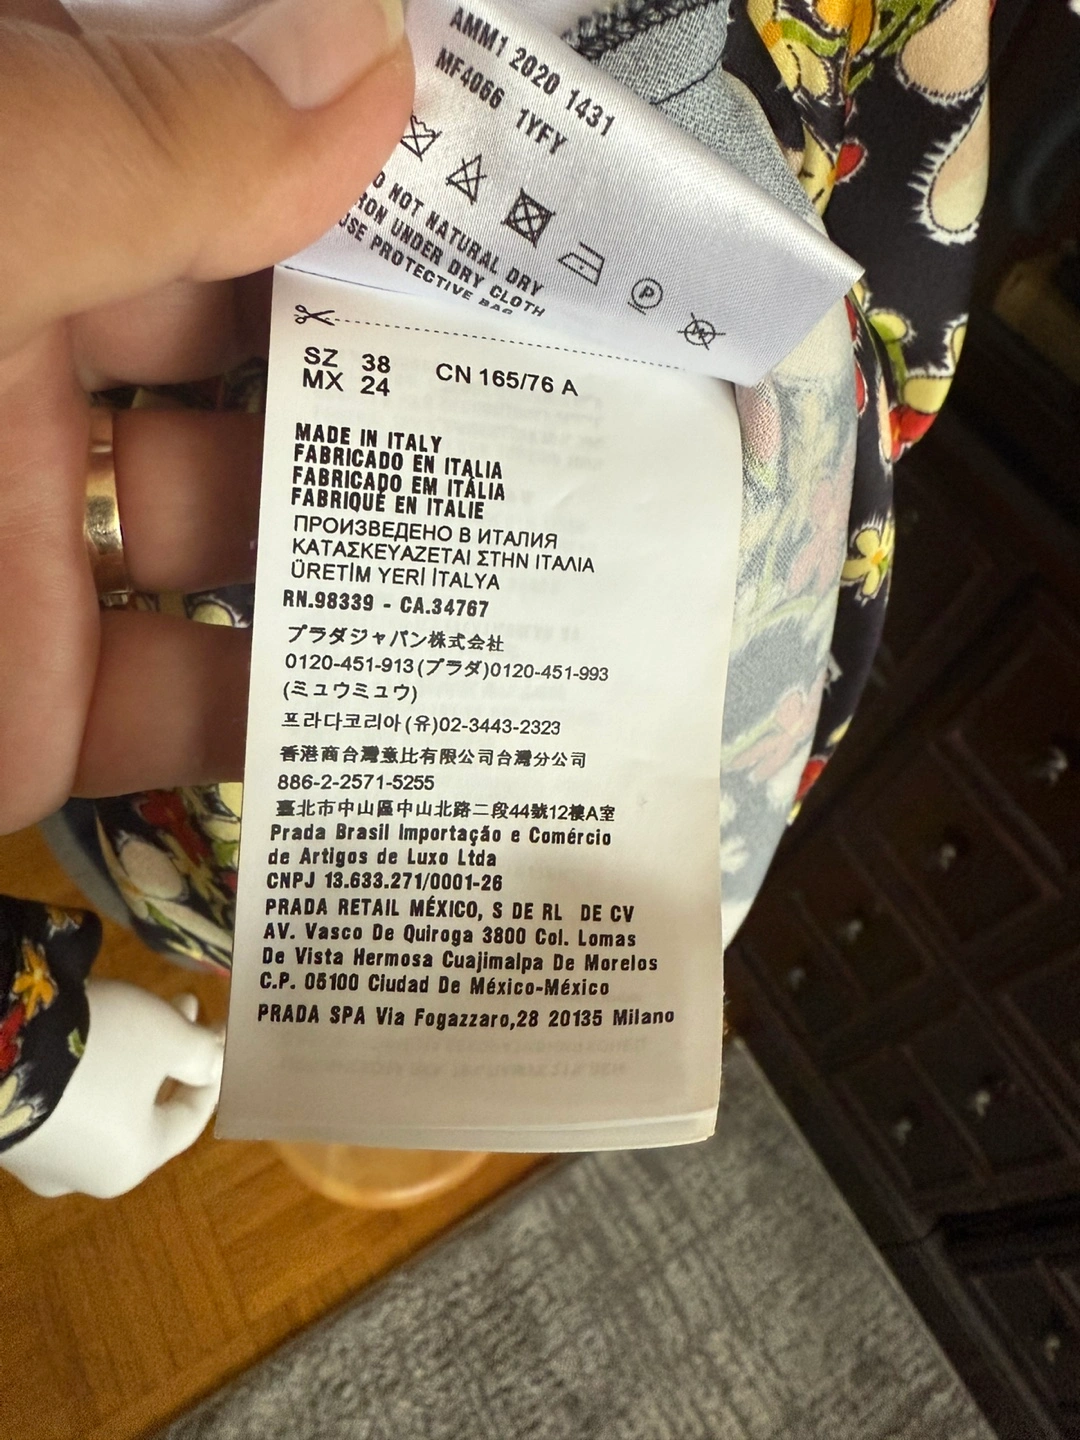 AMM1 2020 1431
MF4066 1YFY
P
W
NOT NATURAL DRY
UNDER DRY CLOTH
PROTECTIVE BAG
SZ 38 CN 165/76 A
MX 24
MADE IN ITALY
FABRICADO EN ITALIA
FABRICADO EM ITÁLIA
FABRIQUÉ EN ITALIE
ПРОИЗВЕДЕНО В ИТАЛИЯ
ΚΑΤΑΣΚΕΥΑΖΕΤΑΙ ΣΤΗΝ ΙΤΑΛΙΑ
ÜRETİM YERİ İTALYA
RN.98339 - CA.34767
プラダジャパン株式会社
0120-451-913(プラダ)0120-451-993
(ミュウミュウ)
프라다코리아(유)02-3443-2323
香港商台灣意比有限公司台灣分公司
886-2-2571-5255
臺北市中山區中山北路二段44號12樓A室
Prada Brasil Importação e Comércio
de Artigos de Luxo Ltda
CNPJ 13.633.271/0001-26
PRADA RETAIL MÉXICO, S DE RL DE CV
AV. Vasco De Quiroga 3800 Col. Lomas
De Vista Hermosa Cuajimalpa De Morelos
C.P. 05100 Ciudad De México-México
PRADA SPA Via Fogazzaro,28 20135 Milano